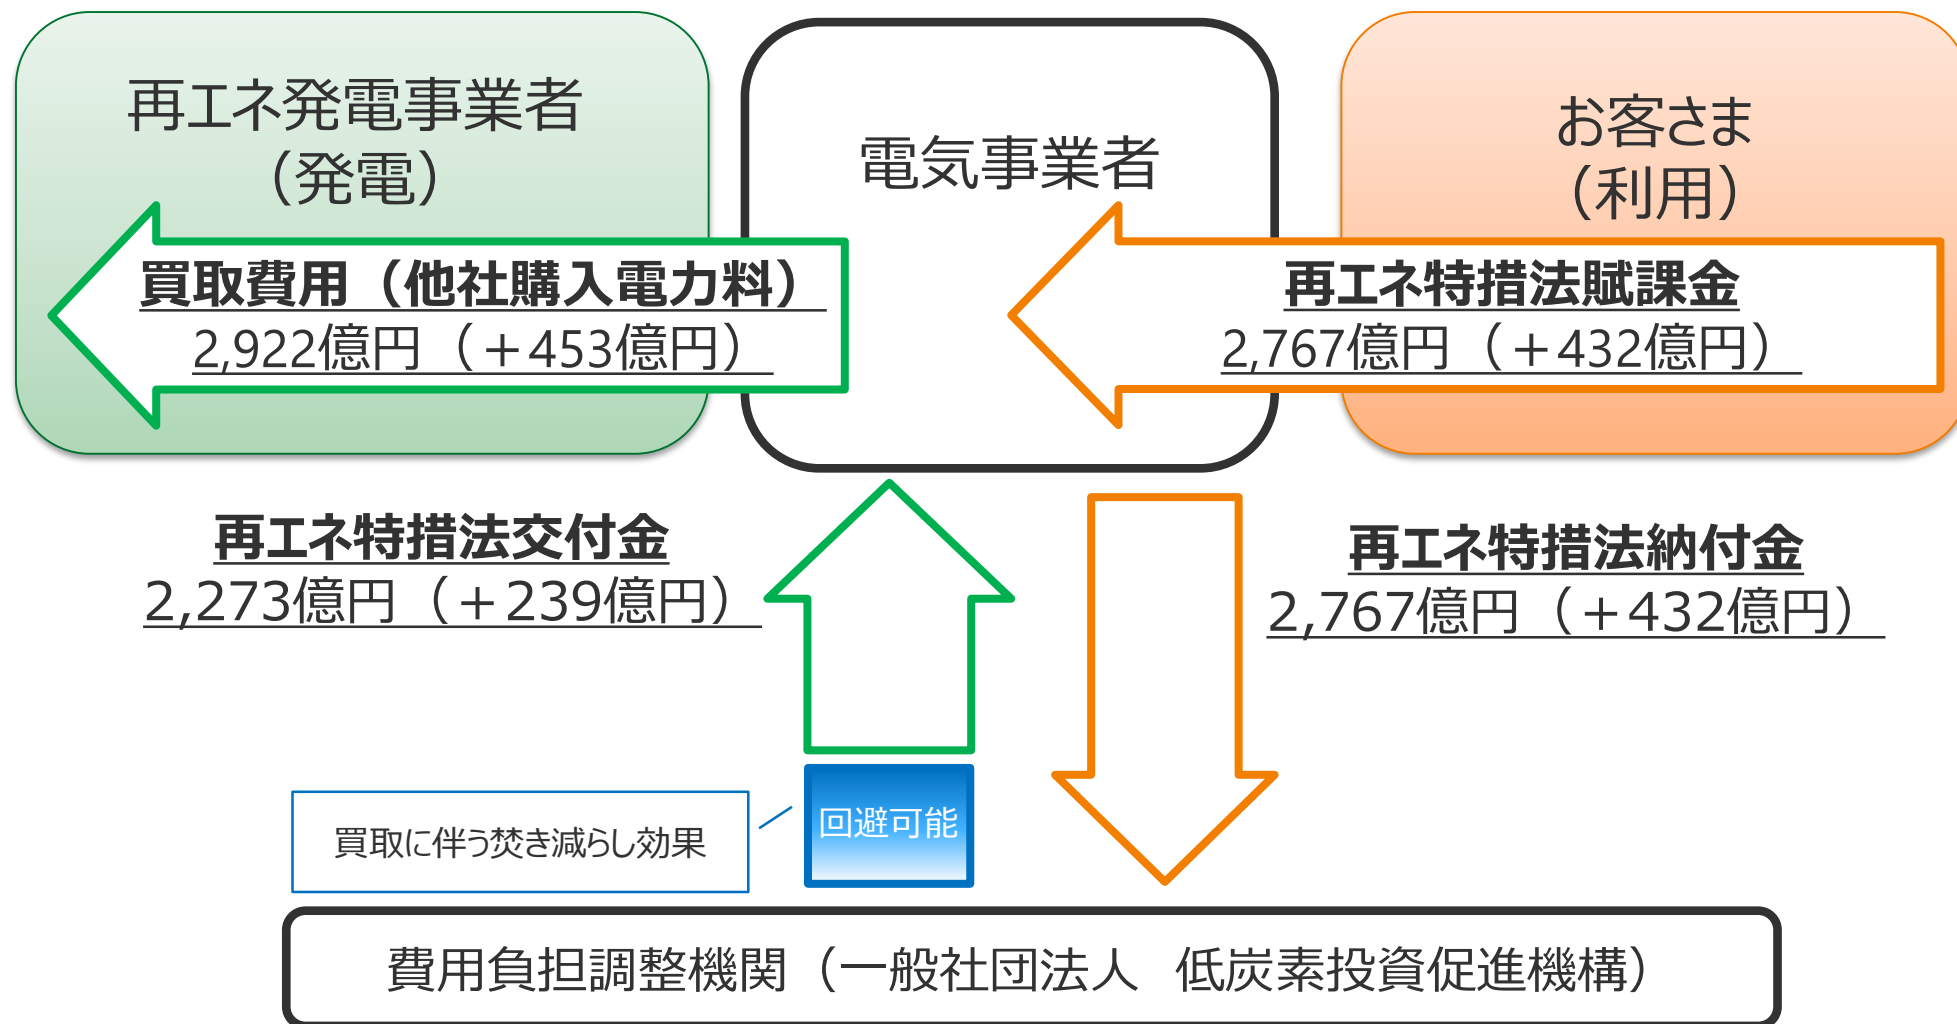 再エネ発電事業者
（発電）
電気事業者
お客さま
（利用）
買取費用（他社購入電力料）
2,922億円（＋453億円）
再エネ特措法賦課金
2,767億円（＋432億円）
再エネ特措法交付金
2,273億円（＋239億円）
再エネ特措法納付金
2,767億円（＋432億円）
回避可能
買取に伴う焚き減らし効果
費用負担調整機関（一般社団法人　低炭素投資促進機構）